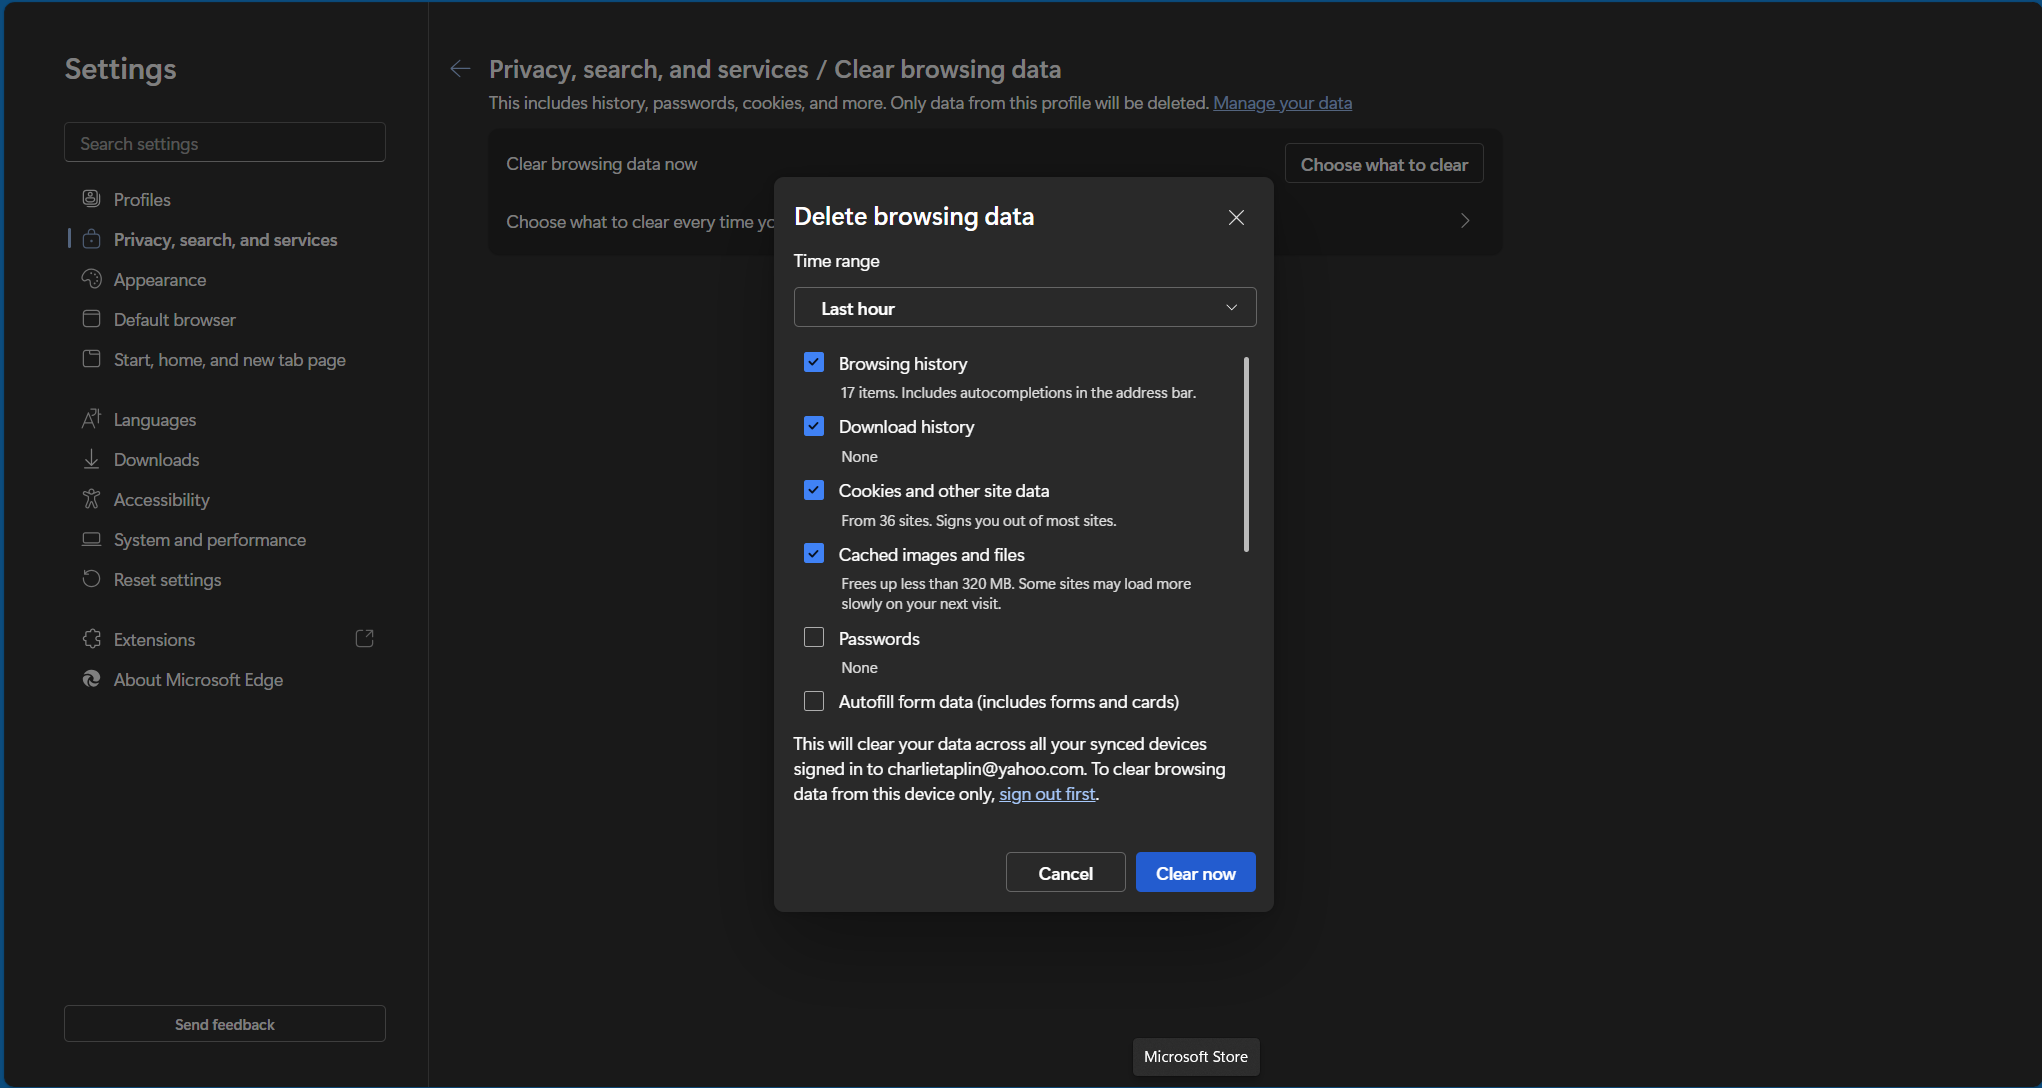 Settings
Search settings
Profiles
Privacy, search, and services
Appearance
Default browser
Start, home, and new tab page
Languages
Downloads
Accessibility
System and performance
Reset settings
Extensions
About Microsoft Edge
Send feedback
Privacy, search, and services / Clear browsing data
This includes history, passwords, cookies, and more. Only data from this profile will be deleted. Manage your data
Clear browsing data now
Choose what to clear
Choose what to clear every time yo
Delete browsing data
Time range
Last hour
Browsing history
17 items. Includes autocompletions in the address bar.
Download history
None
Cookies and other site data
From 36 sites. Signs you out of most sites.
Cached images and files
Frees up less than 320 MB. Some sites may load more
slowly on your next visit.
Passwords
None
Autofill form data (includes forms and cards)
This will clear your data across all your synced devices
signed in to charlietaplin@yahoo.com. To clear browsing
data from this device only, sign out first.
Cancel
Clear now
Microsoft Store